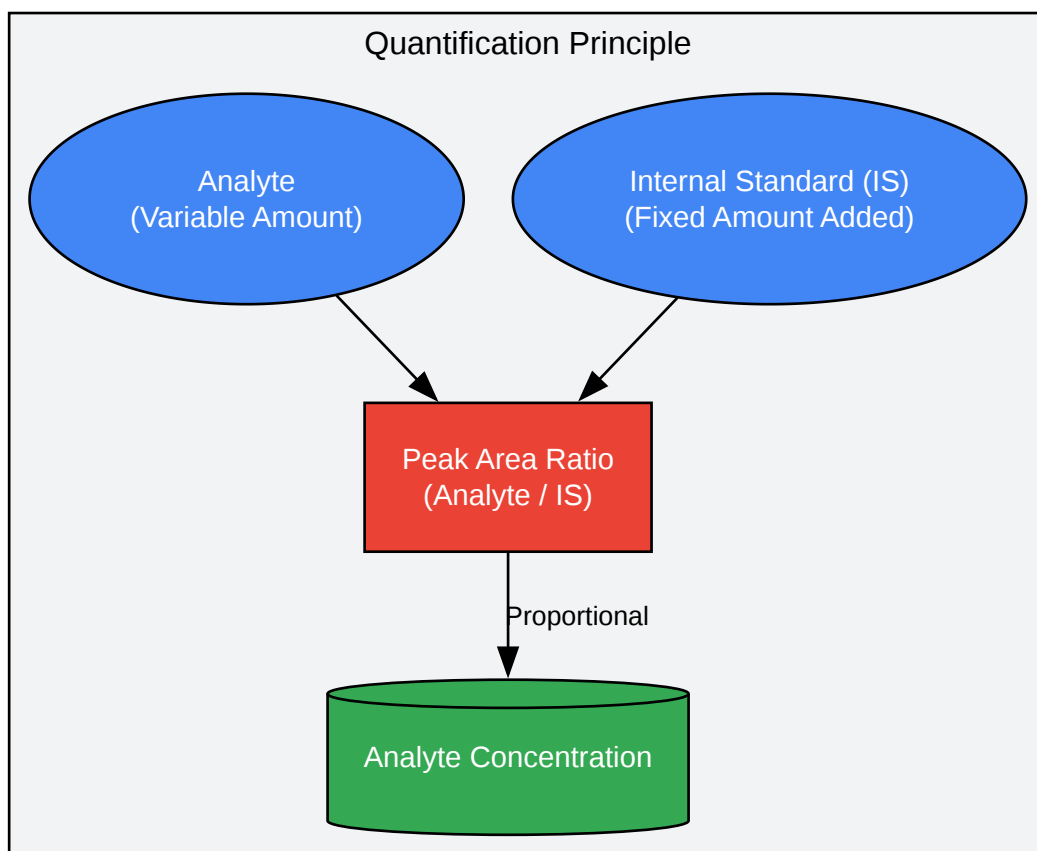 Quantification Principle
Analyte
(Variable Amount)
Internal Standard (IS)
(Fixed Amount Added)
Peak Area Ratio
(Analyte / IS)
Proportional
Analyte Concentration